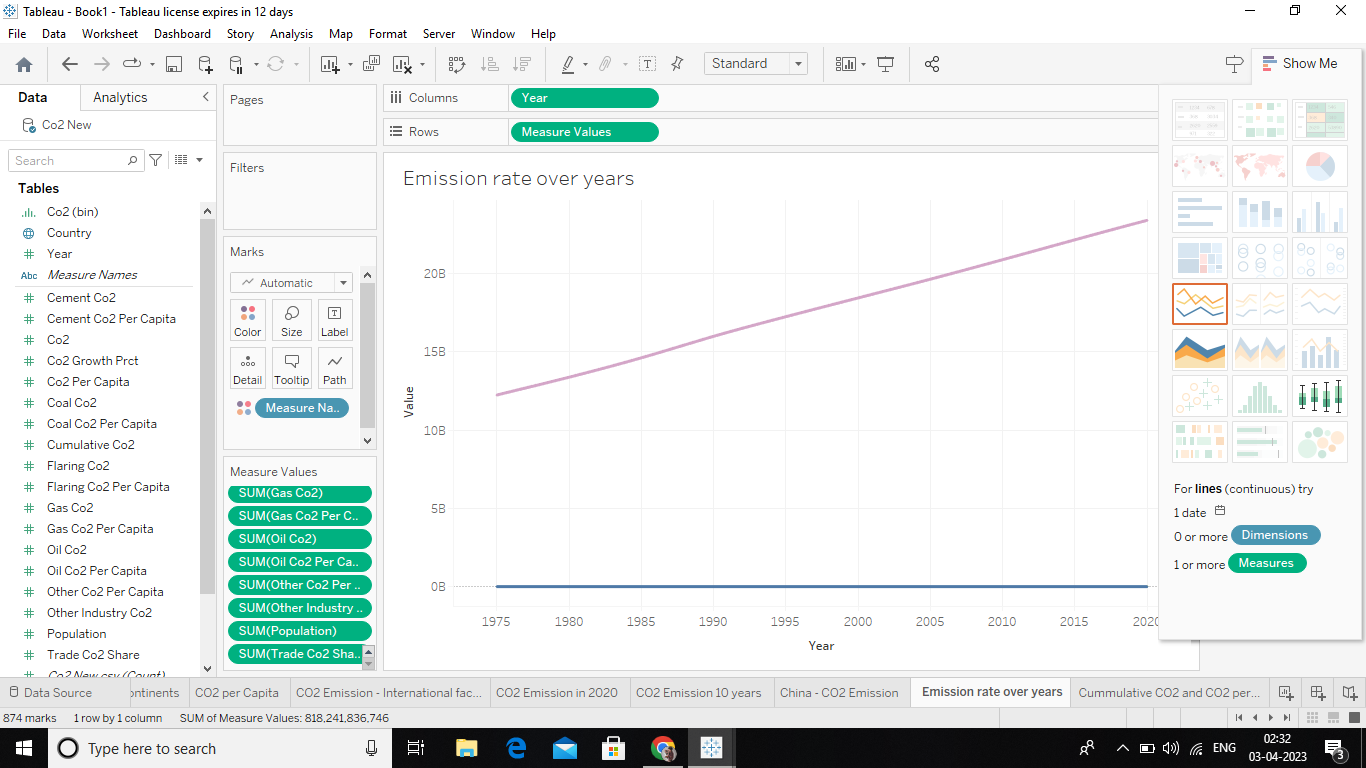 Tableau - Book1 - Tableau license expires in 12 days
File Data Worksheet Dashboard Story Analysis Map Format Server Window Help
Standard
Show Me
Data Analytics
Co2 New
Search
Tables
Co2 (bin)
Country
Year
Abc Measure Names
Cement Co2
Cement Co2 Per Capita
Co2
Co2 Growth Prct
Co2 Per Capita
Coal Co2
Coal Co2 Per Capita
Cumulative Co2
Flaring Co2
Flaring Co2 Per Capita
Gas Co2
Gas Co2 Per Capita
Oil Co2
Oil Co2 Per Capita
Other Co2 Per Capita
Other Industry Co2
Population
Trade Co2 Share
Co2 New.csv (Count)
Pages
Filters
Marks
Automatic
Color Size Label
Detail Tooltip Path
Measure Na..
Measure Values
SUM(Gas Co2)
SUM(Gas Co2 Per C..
SUM(Oil Co2)
SUM(Oil Co2 Per Ca..
SUM(Other Co2 Per ..
SUM(Other Industry ..
SUM(Population)
SUM(Trade Co2 Sha..
Columns Year
Rows Measure Values
Emission rate over years
20B
15B
10B
5B
0B
Value
1975 1980 1985 1990 1995 2000 2005 2010 2015 2020
Year
For lines (continuous) try
1 date
0 or more Dimensions
1 or more Measures
Data Source ontinents CO2 per Capita CO2 Emission - International fac... CO2 Emission in 2020 CO2 Emission 10 years China - CO2 Emission Emission rate over years Cummulative CO2 and CO2 per...
874 marks 1 row by 1 column SUM of Measure Values: 818,241,836,746
Type here to search
ENG
02:32
03-04-2023
3